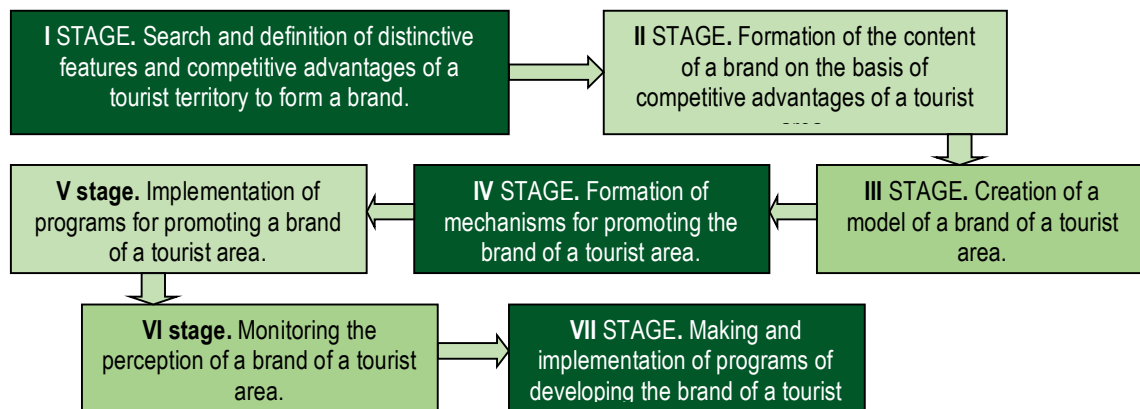 I STAGE. Search and definition of distinctive
features and competitive advantages of a
tourist territory to form a brand.
II STAGE. Formation of the content
of a brand on the basis of
competitive advantages of a tourist
III STAGE. Creation of a
model of a brand of a tourist
area.
IV STAGE. Formation of
mechanisms for promoting the
brand of a tourist area.
V stage. Implementation of
programs for promoting a brand
of a tourist area.
VI stage. Monitoring the
perception of a brand of a tourist
area.
VII STAGE. Making and
implementation of programs of
developing the brand of a tourist